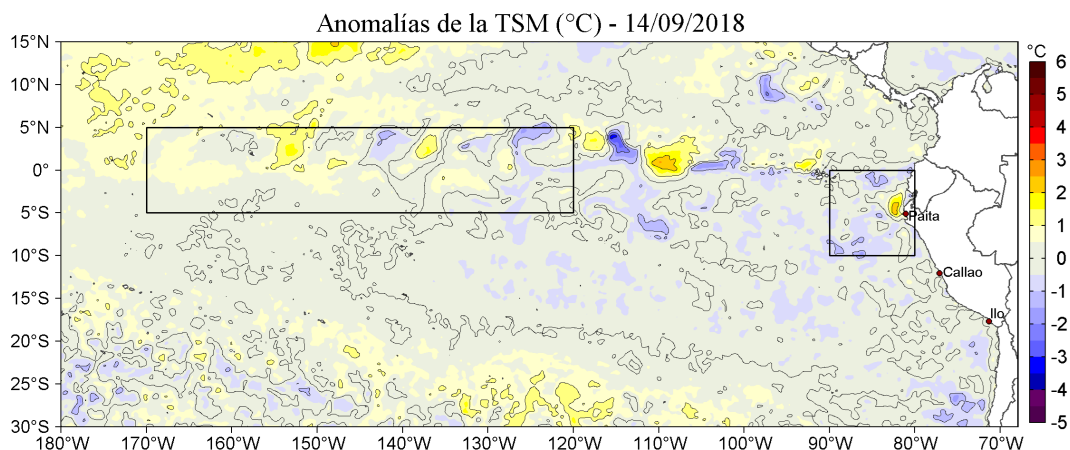 Anomalías de la TSM (°C) - 14/09/2018
15°N
10°N
5°N
0°
5°S
10°S
15°S
20°S
25°S
30°S
180°W
170°W
160°W
150°W
140°W
130°W
120°W
110°W
100°W
90°W
80°W
70°W
Paita
Callao
Ilo
°C
6
5
4
3
2
1
0
-1
-2
-3
-4
-5